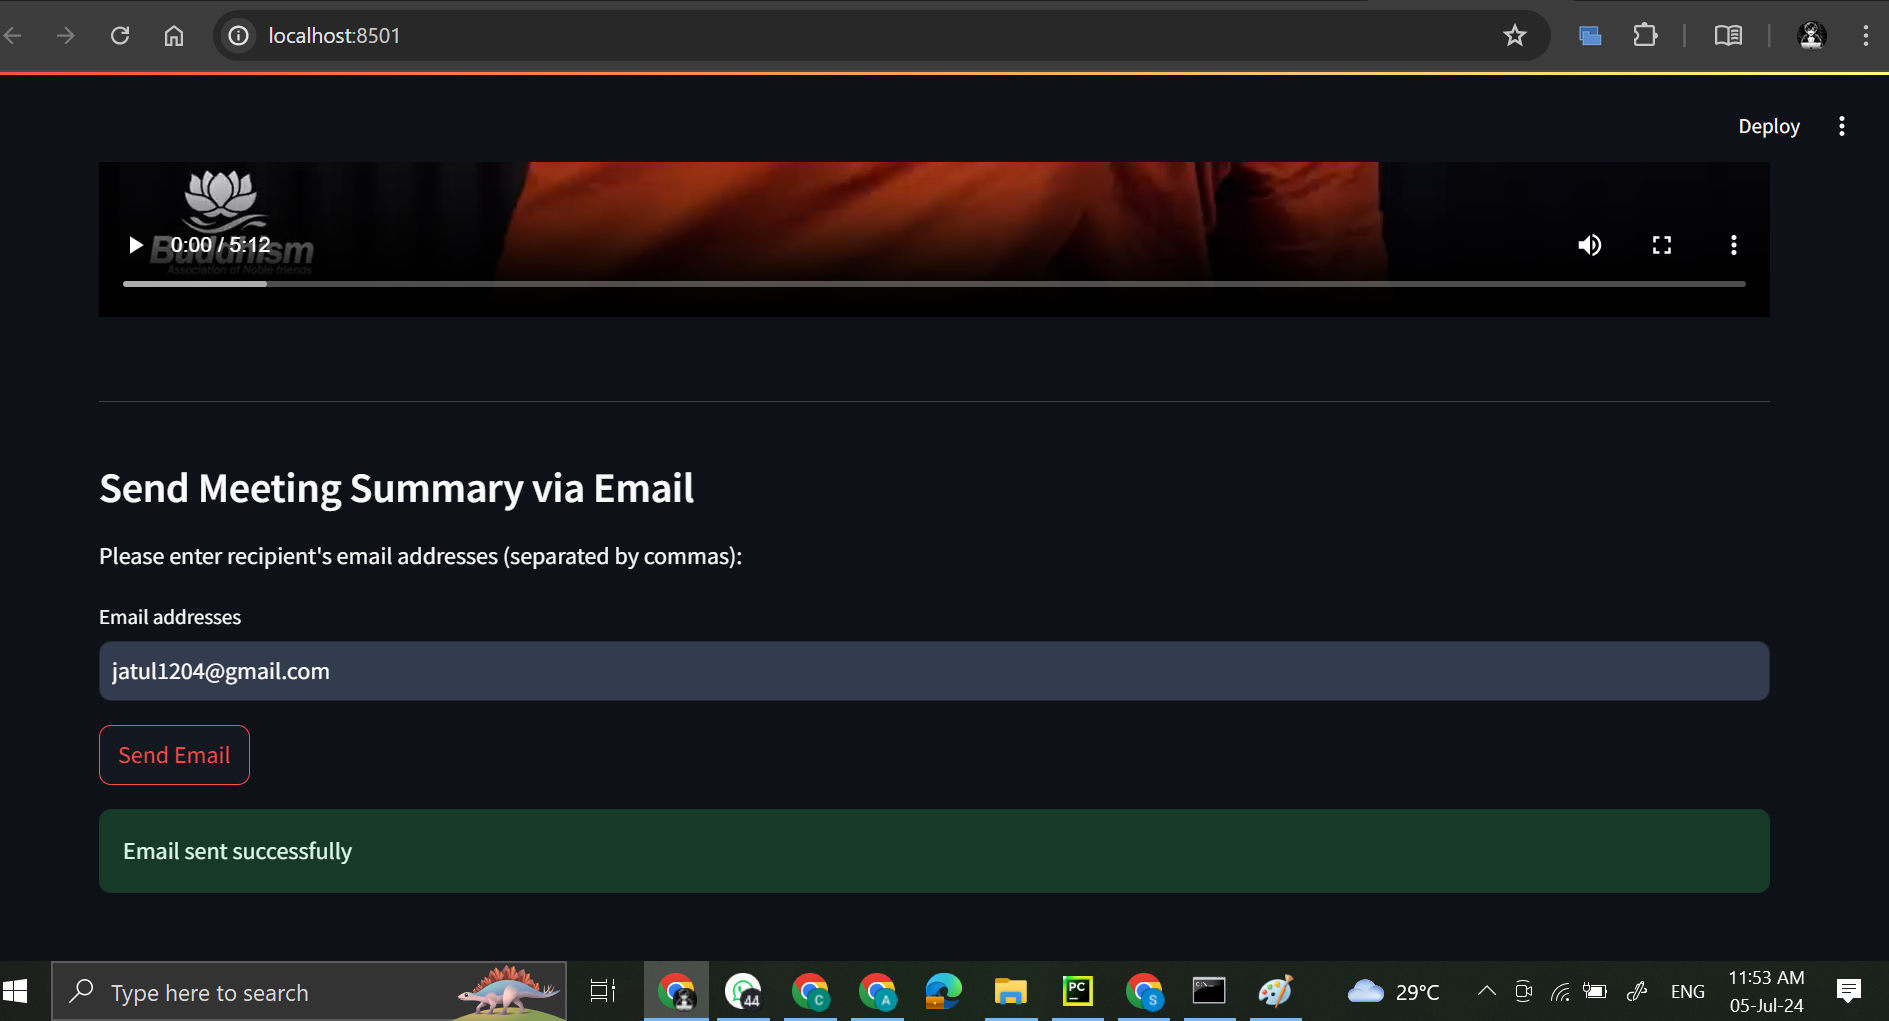 localhost:8501
Deploy
0:00 / 5:12
Buddhism
Association of Noble friends
Send Meeting Summary via Email
Please enter recipient's email addresses (separated by commas):
Email addresses
jatul1204@gmail.com
Send Email
Email sent successfully
Type here to search
44
C
A
PC
S
C:\
29°C
ENG
11:53 AM
05-Jul-24